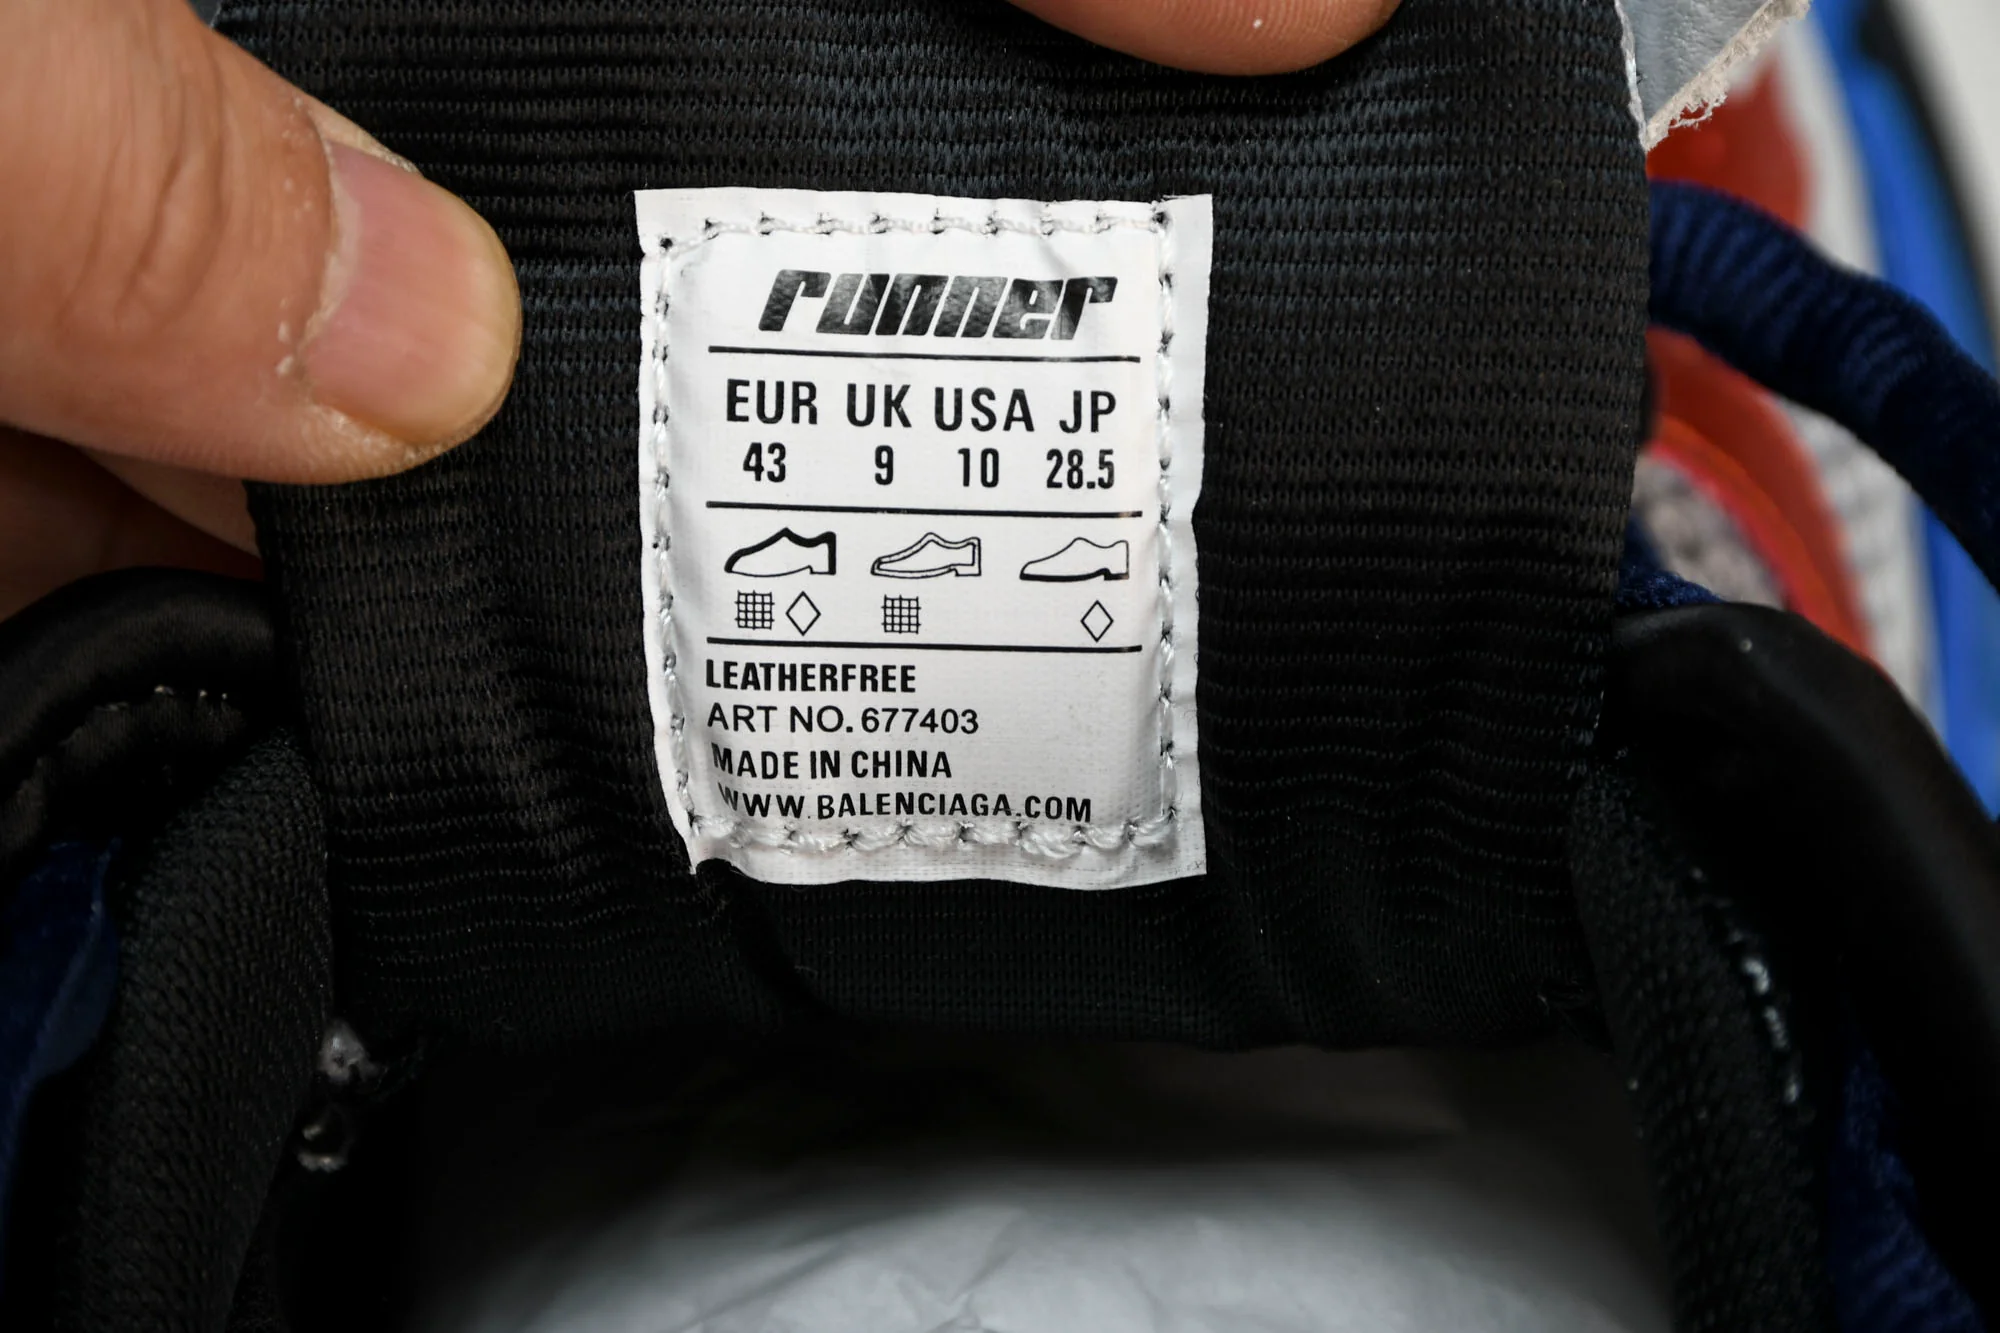 runner
EUR UK USA JP
43 9 10 28.5
LEATHERFREE
ART NO. 677403
MADE IN CHINA
WWW.BALENCIAGA.COM